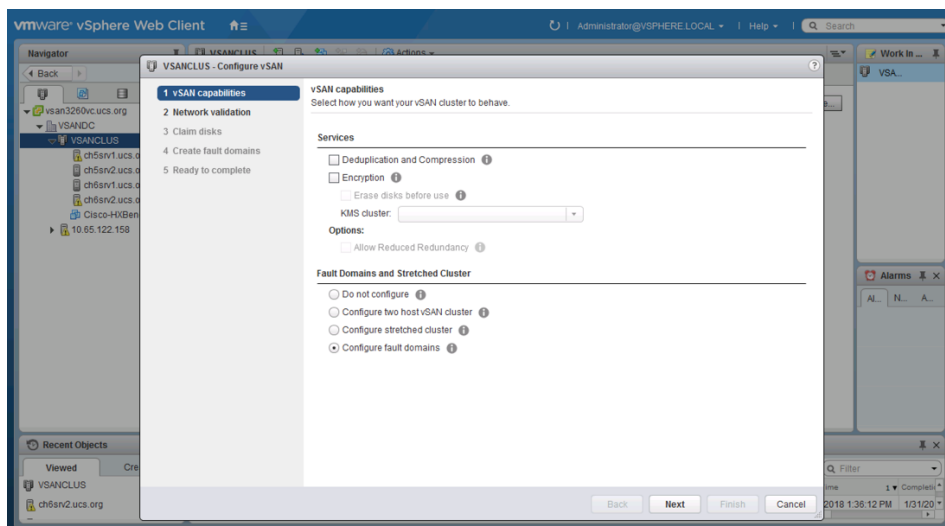 vmware® vSphere Web Client
Administrator@VSPHERE.LOCAL
Help
Search
Navigator
VSANCLUS
Actions
Work In ...
Back
VSA...
vsan3260vc.ucs.org
VSANDC
VSANCLUS
ch5srv1.ucs.o
ch5srv2.ucs.o
ch6srv1.ucs.o
ch6srv2.ucs.o
Cisco-HXBen
10.65.122.158
VSANCLUS - Configure vSAN
1 vSAN capabilities
2 Network validation
3 Claim disks
4 Create fault domains
5 Ready to complete
vSAN capabilities
Select how you want your vSAN cluster to behave.
Services
Deduplication and Compression
Encryption
Erase disks before use
KMS cluster:
Options:
Allow Reduced Redundancy
Fault Domains and Stretched Cluster
Do not configure
Configure two host vSAN cluster
Configure stretched cluster
Configure fault domains
Back
Next
Finish
Cancel
Alarms
Al...
N...
A...
Recent Objects
Viewed
Cre
VSANCLUS
ch6srv2.ucs.org
Filter
ime
1
Completi
2018 1:36:12 PM
1/31/20